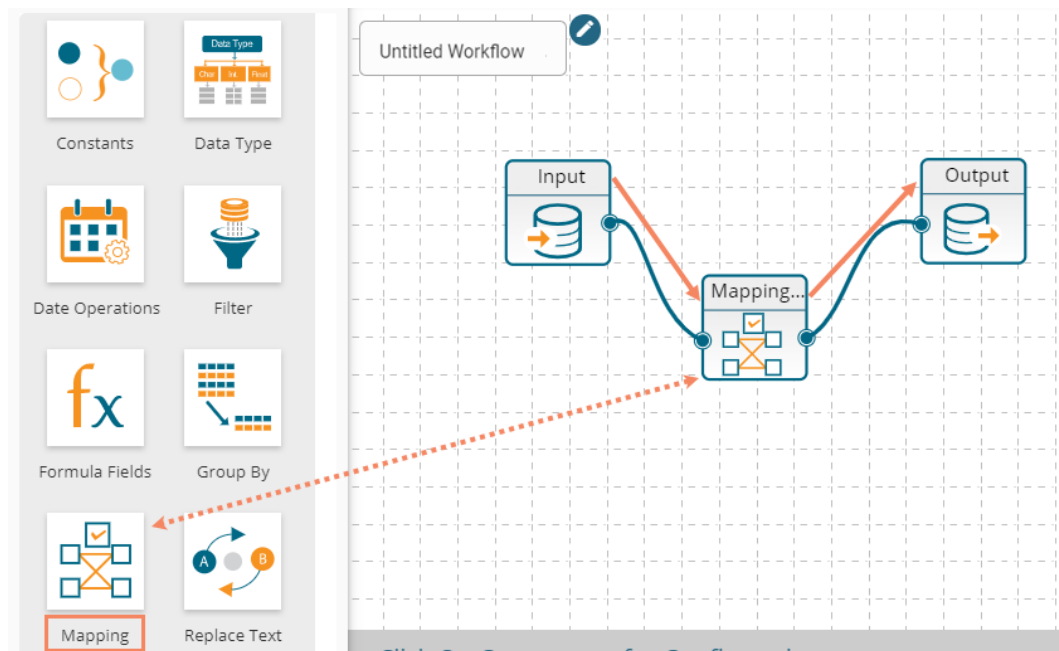 Data Type
Char Int Float
Constants
Data Type
Date Operations
Filter
fx
Formula Fields
Group By
A
B
Mapping
Replace Text
Untitled Workflow
Input
Output
Mapping...